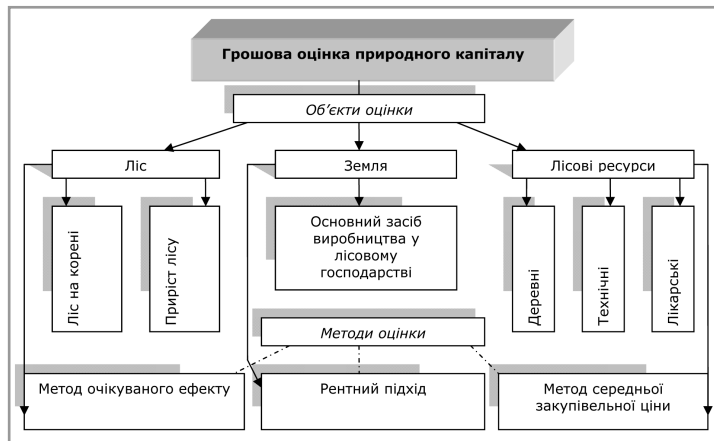 Грошова оцінка природного капіталу
Об’єкти оцінки
Ліс
Земля
Лісові ресурси
Ліс на корені
Приріст лісу
Основний засіб
виробництва у
лісовому
господарстві
Деревні
Технічні
Лікарські
Методи оцінки
Метод очікуваного ефекту
Рентний підхід
Метод середньої
закупівельної ціни